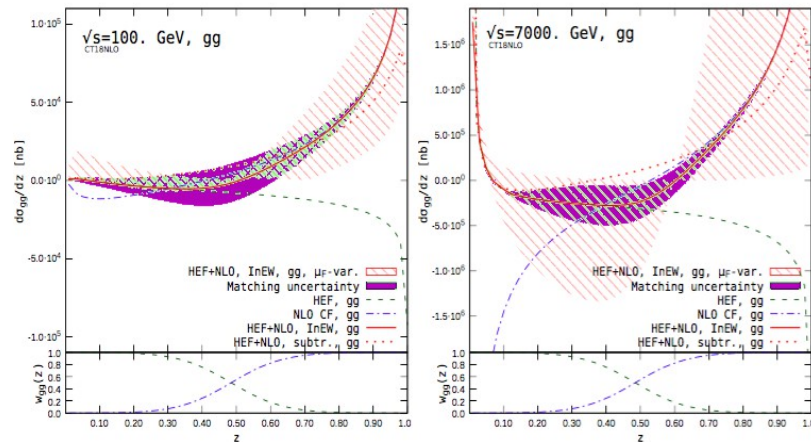 √s=100. GeV, gg
CT18NLO
dσgg/dz [nb]
1.0·10⁵
5.0·10⁴
0.0·10⁰
-5.0·10⁴
-1.0·10⁵
HEF+NLO, InEW, gg, μF-var.
Matching uncertainty
HEF, gg
NLO CF, gg
HEF+NLO, InEW, gg
HEF+NLO, subtr., gg
wgg(z)
1.0
0.8
0.6
0.4
0.2
0.0
0.10 0.20 0.30 0.40 0.50 0.60 0.70 0.80 0.90 1.0
z
√s=7000. GeV, gg
CT18NLO
dσgg/dz [nb]
1.5·10⁶
1.0·10⁶
5.0·10⁵
0.0·10⁰
-5.0·10⁵
-1.0·10⁶
-1.5·10⁶
HEF+NLO, InEW, gg, μF-var.
Matching uncertainty
HEF, gg
NLO CF, gg
HEF+NLO, InEW, gg
HEF+NLO, subtr., gg
wgg(z)
1.0
0.8
0.6
0.4
0.2
0.0
0.10 0.20 0.30 0.40 0.50 0.60 0.70 0.80 0.90 1.0
z